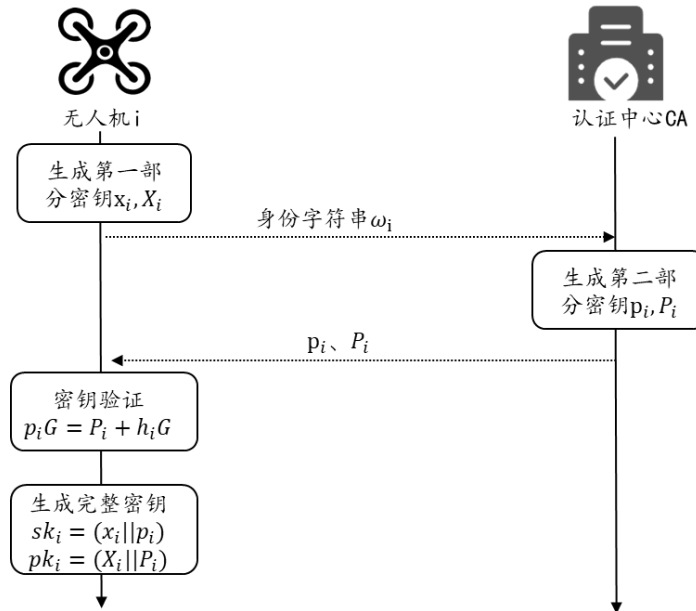 无人机i
认证中心CA
生成第一部
分密钥x_i, X_i
身份字符串ω_i
生成第二部
分密钥p_i, P_i
p_i、P_i
密钥验证
p_iG = P_i + h_iG
生成完整密钥
sk_i = (x_i||p_i)
pk_i = (X_i||P_i)